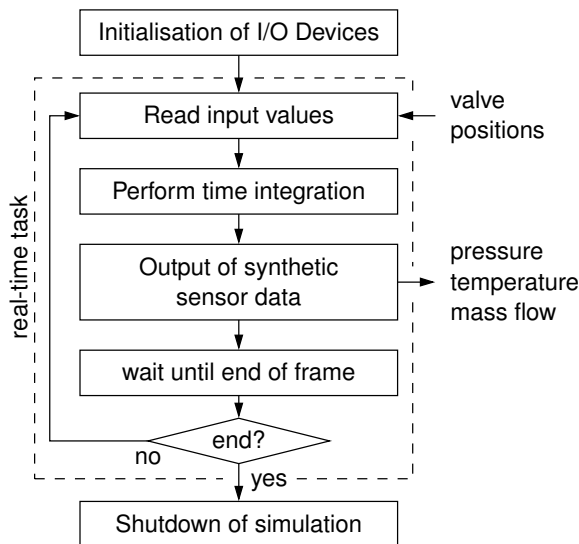 Initialisation of I/O Devices
Read input values
valve
positions
Perform time integration
Output of synthetic
sensor data
pressure
temperature
mass flow
real-time task
wait until end of frame
end?
no
yes
Shutdown of simulation